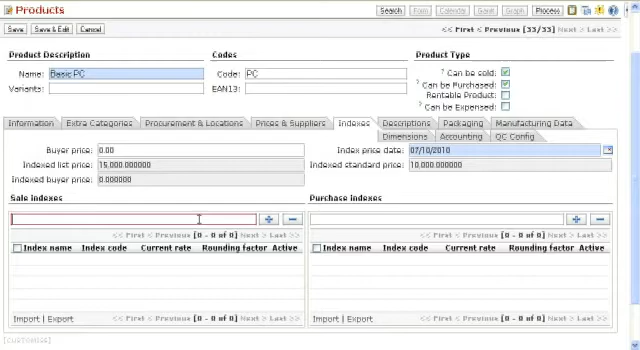 Products Search Form Calendar Gantt Graph Process
Save Save & Edit Cancel << First < Previous [33/33] Next > Last >>
Product Description Codes Product Type
Name: Basic PC Code: PC ? Can be sold:
Variants: EAN13: ? Can be Purchased:
Rentable Product:
? Can be Expensed:
Information Extra Categories Procurement & Locations Prices & Suppliers Indexes Descriptions Packaging Manufacturing Data
Dimensions Accounting QC Config
Buyer price: 0.00 Index price date: 07/10/2010
Indexed list price: 15,000.000000 Indexed standard price: 10,000.000000
Indexed buyer price: 0.000000
Sale indexes Purchase indexes
<< First < Previous [0 - 0 of 0] Next > Last >> << First < Previous [0 - 0 of 0] Next > Last >>
Index name Index code Current rate Rounding factor Active Index name Index code Current rate Rounding factor Active
Import | Export << First < Previous [0 - 0 of 0] Next > Last >> Import | Export << First < Previous [0 - 0 of 0] Next > Last >>
[CUSTOMISE]